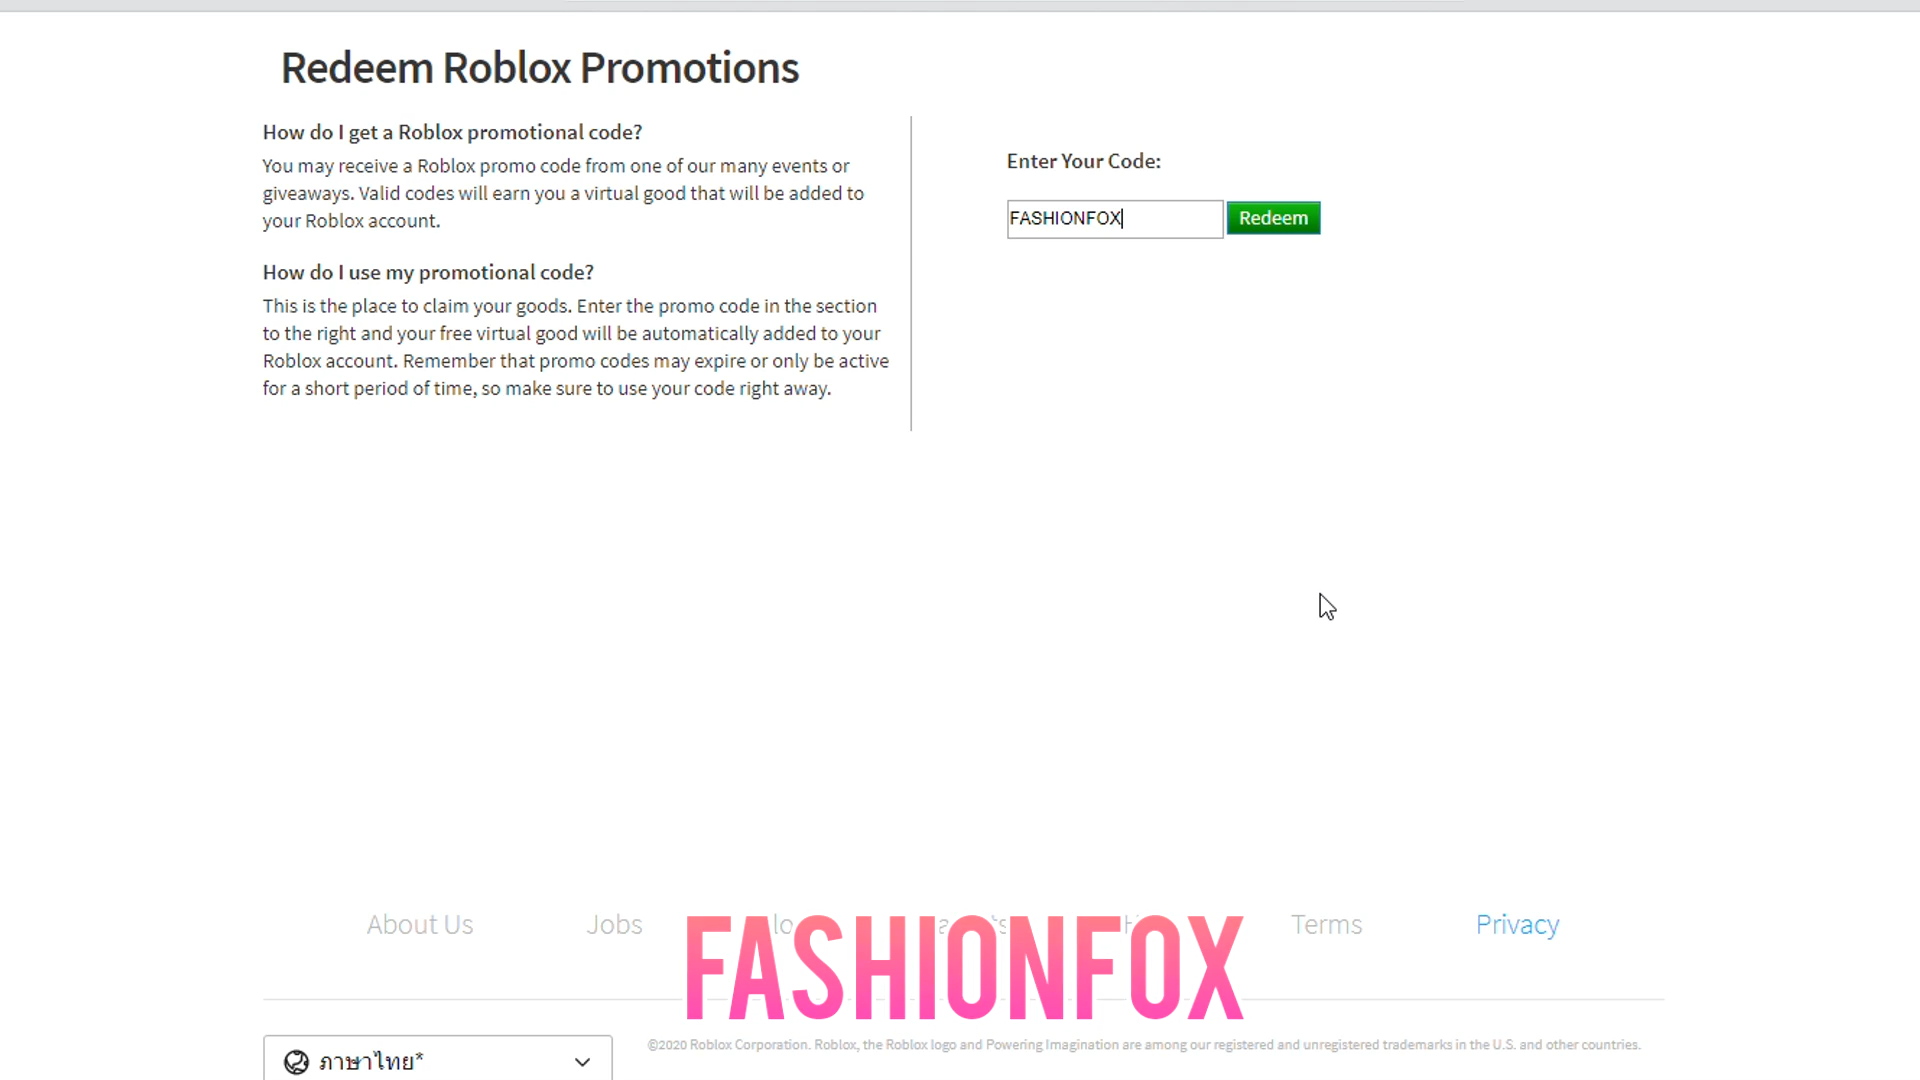 Redeem Roblox Promotions
How do I get a Roblox promotional code?
You may receive a Roblox promo code from one of our many events or
giveaways. Valid codes will earn you a virtual good that will be added to
your Roblox account.
How do I use my promotional code?
This is the place to claim your goods. Enter the promo code in the section
to the right and your free virtual good will be automatically added to your
Roblox account. Remember that promo codes may expire or only be active
for a short period of time, so make sure to use your code right away.
Enter Your Code:
FASHIONFOX
Redeem
About Us
Jobs
Terms
Privacy
FASHIONFOX
ภาษาไทย*
©2020 Roblox Corporation. Roblox, the Roblox logo and Powering Imagination are among our registered and unregistered trademarks in the U.S. and other countries.